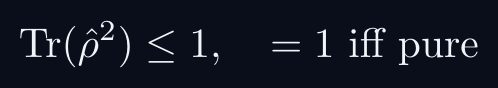 Tr(ρ̂²) ≤ 1, = 1 iff pure